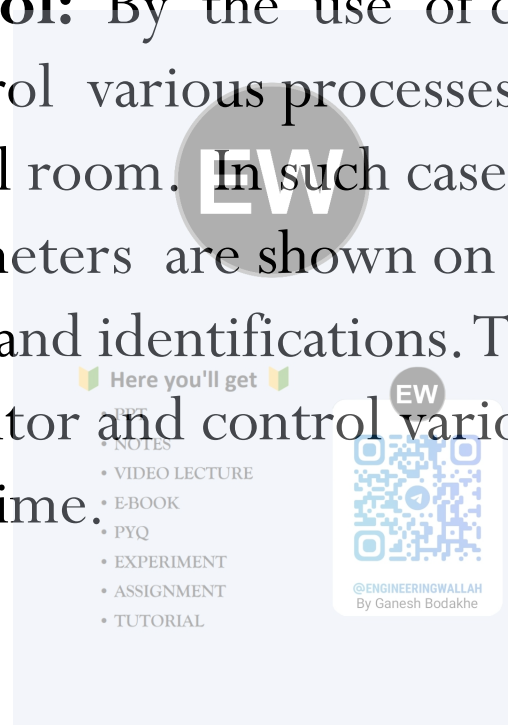 ol: By the use of
rol various processes
l room. In such case
eters are shown on
and identifications. T
itor and control vario
ime.
EW
Here you'll get
• PPT
• NOTES
• VIDEO LECTURE
• E-BOOK
• PYQ
• EXPERIMENT
• ASSIGNMENT
• TUTORIAL
EW
@ENGINEERINGWALLAH
By Ganesh Bodakhe